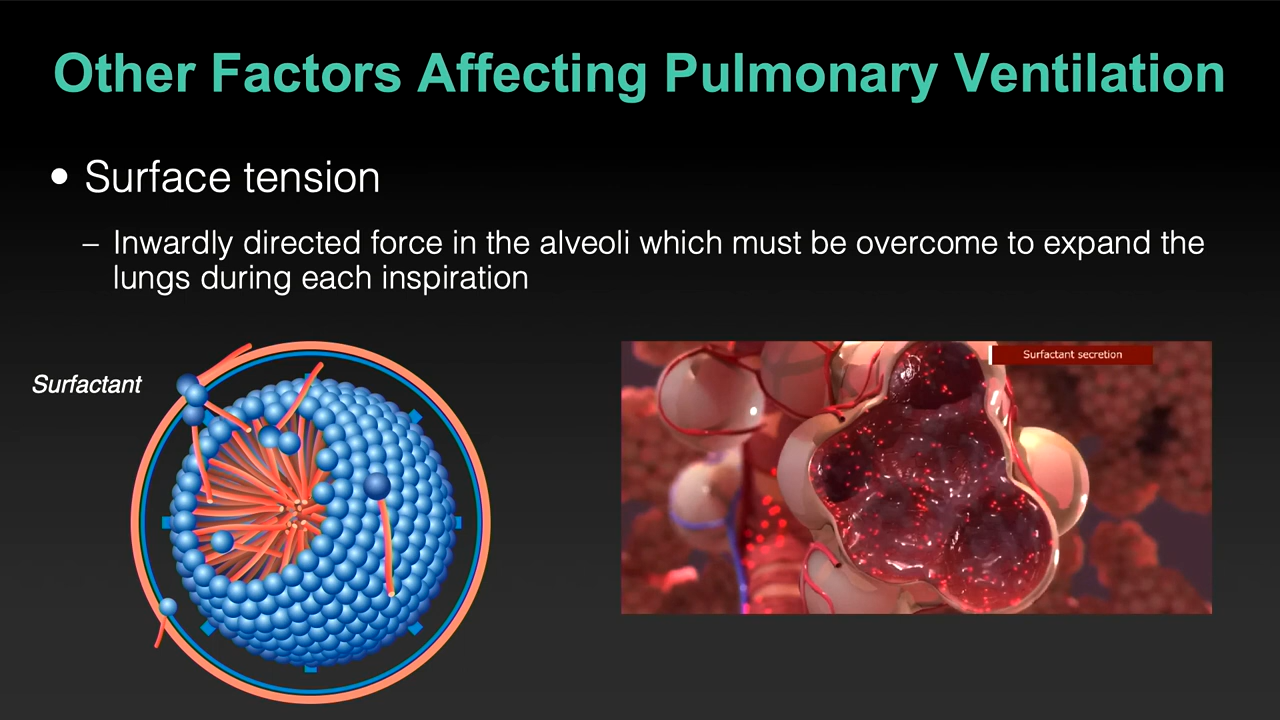 Other Factors Affecting Pulmonary Ventilation
• Surface tension
– Inwardly directed force in the alveoli which must be overcome to expand the
lungs during each inspiration
Surfactant
Surfactant secretion